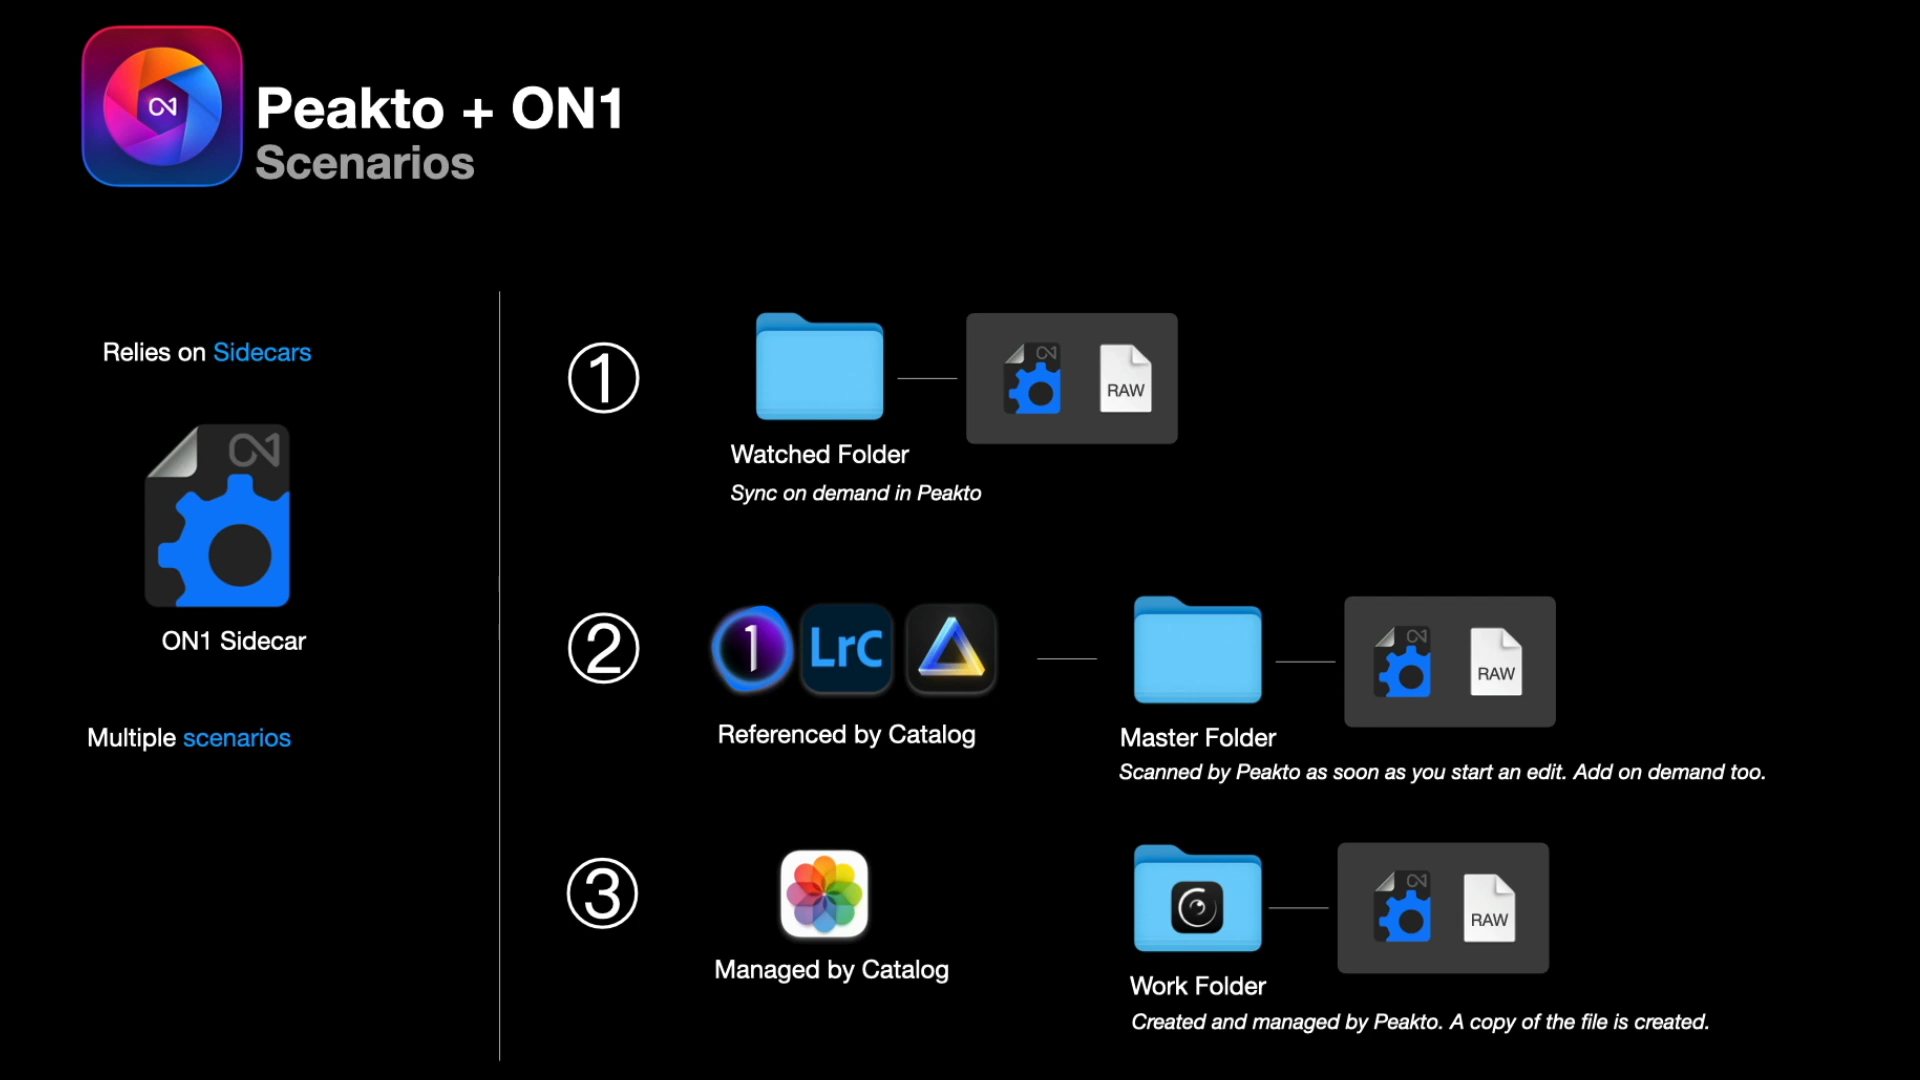 Peakto + ON1
Scenarios
Relies on Sidecars
ON1 Sidecar
Multiple scenarios
1
RAW
Watched Folder
Sync on demand in Peakto
2
1
LrC
RAW
Referenced by Catalog
Master Folder
Scanned by Peakto as soon as you start an edit. Add on demand too.
3
RAW
Managed by Catalog
Work Folder
Created and managed by Peakto. A copy of the file is created.